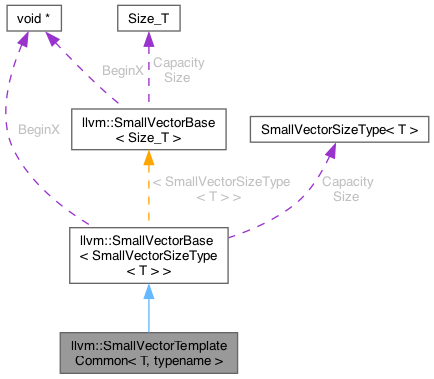 void *
Size_T
BeginX
Capacity
Size
llvm::SmallVectorBase
< Size_T >
SmallVectorSizeType< T >
BeginX
< SmallVectorSizeType
< T > >
Capacity
Size
llvm::SmallVectorBase
< SmallVectorSizeType
< T > >
llvm::SmallVectorTemplate
Common< T, typename >